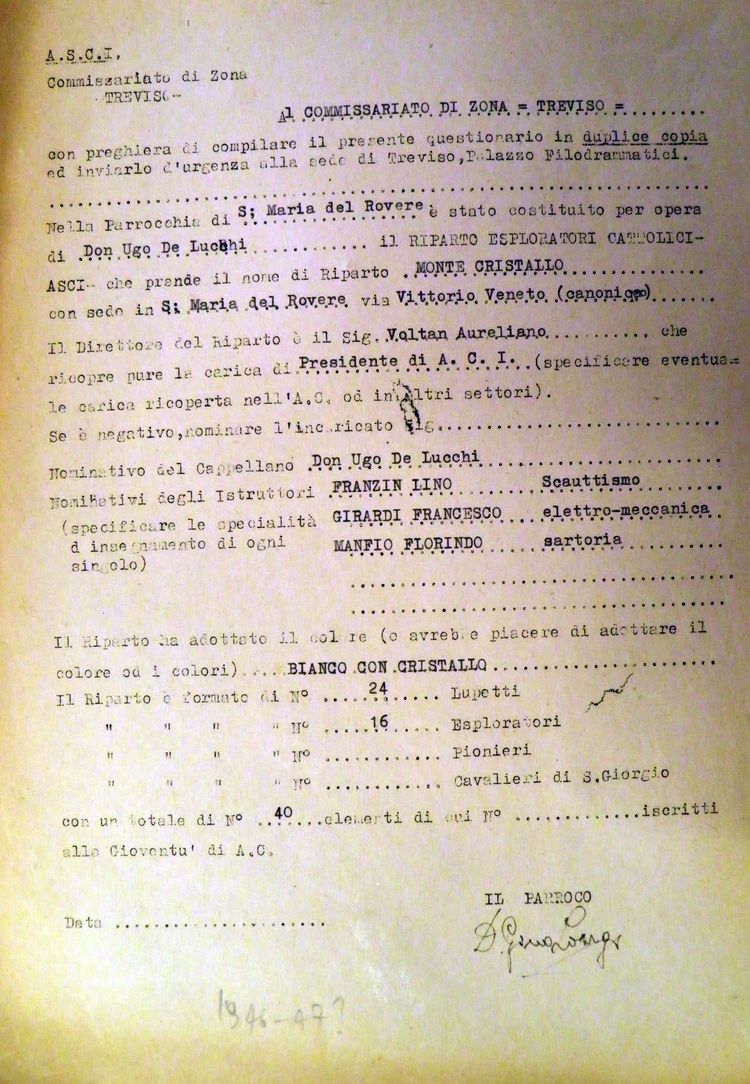 A.S.C.I.
Commissariato di Zona
-TREVISO-
Al COMMISSARIATO DI ZONA = TREVISO =.........
con preghiera di compilare il presente questionario in duplice copia
ed inviarlo d'urgenza alla sede di Treviso,Palazzo Filodrammatici.
....................................................................
Nella Parrocchia di S; Maria del Rovere è stato costituito per opera
di .Don Ugo De Lucchi ............... il RIPARTO ESPLORATORI CATTOLICI-
ASCI- che prende il nome di Riparto .MONTE CRISTALLO..............
con sede in S; Maria del Rovere via Vittorio Veneto (canonica).......
Il Direttore del Riparto è il Sig. Voltan Aureliano............, che
ricopre pure la carica di Presidente di A. C. I. .(specificare eventua=
le carica ricoperta nell'A.C. od in altri settori).
Se è negativo,nominare l'incaricato Sig...........................
Nominativo del Cappellano Don Ugo De Lucchi .......................
Nominativi degli Istruttori FRANZIN LINO ....... Scauttismo ........
(specificare le specialità GIRARDI FRANCESCO ... elettro-meccanica
d insegnamento di ogni MANFIO FLORINDO ..... sartoria ..........
singolo)
......................................
......................................
Il Riparto ha adottato il colore (o avrebbe piacere di adottare il
colore od i colori) .....BIANCO CON CRISTALLO.......................
Il Riparto è formato di N° .....24...... Lupetti
" " " " N° .....16...... Esploratori
" " " " N° ............ Pionieri
" " " " N° ............ Cavalieri di S.Giorgio
con un totale di N° ..40....elementi di cui N° .............iscritti
alla Gioventu' di A.C.
IL PARROCO
Data ......................
1946-47?